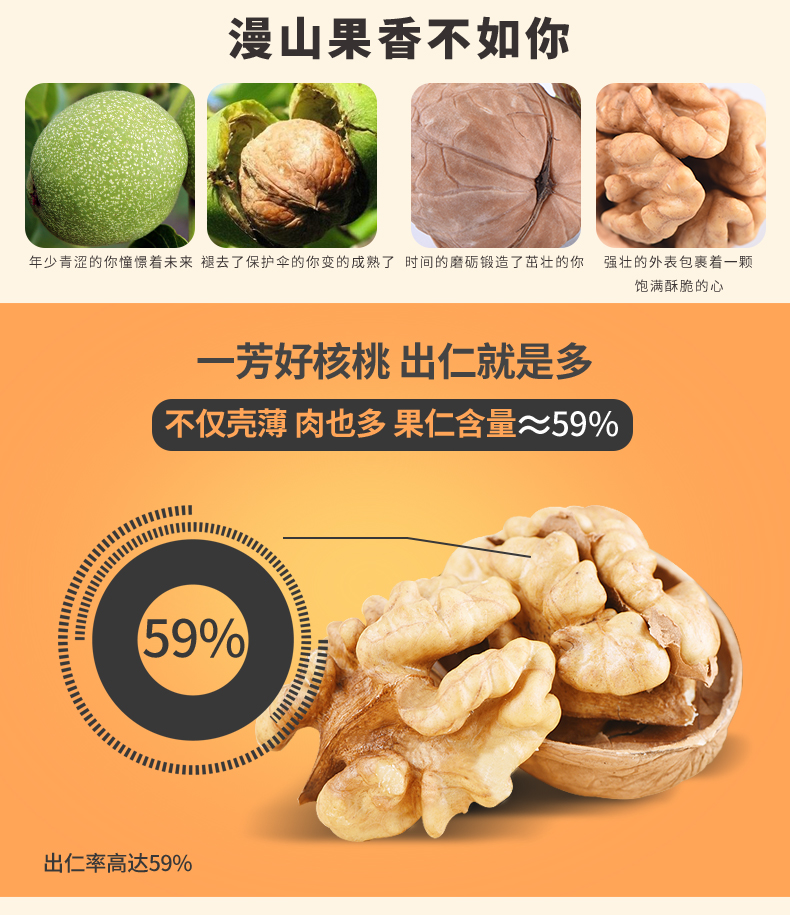 漫山果香不如你
年少青涩的你憧憬着未来
褪去了保护伞的你变的成熟了
时间的磨砺锻造了茁壮的你
强壮的外表包裹着一颗
饱满酥脆的心
一芳好核桃 出仁就是多
不仅壳薄 肉也多 果仁含量≈59%
59%
出仁率高达59%